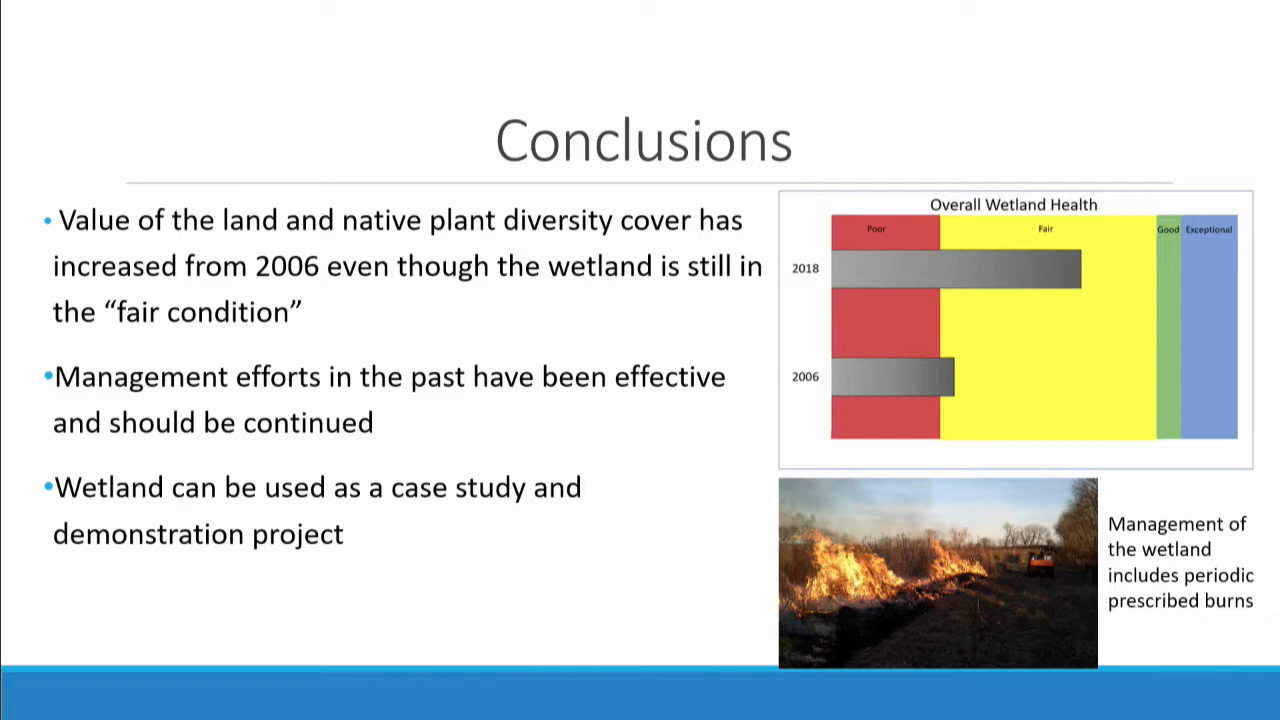 Conclusions
• Value of the land and native plant diversity cover has
increased from 2006 even though the wetland is still in
the “fair condition”
•Management efforts in the past have been effective
and should be continued
•Wetland can be used as a case study and
demonstration project
Overall Wetland Health
Poor Fair Good Exceptional
2018
2006
Management of
the wetland
includes periodic
prescribed burns